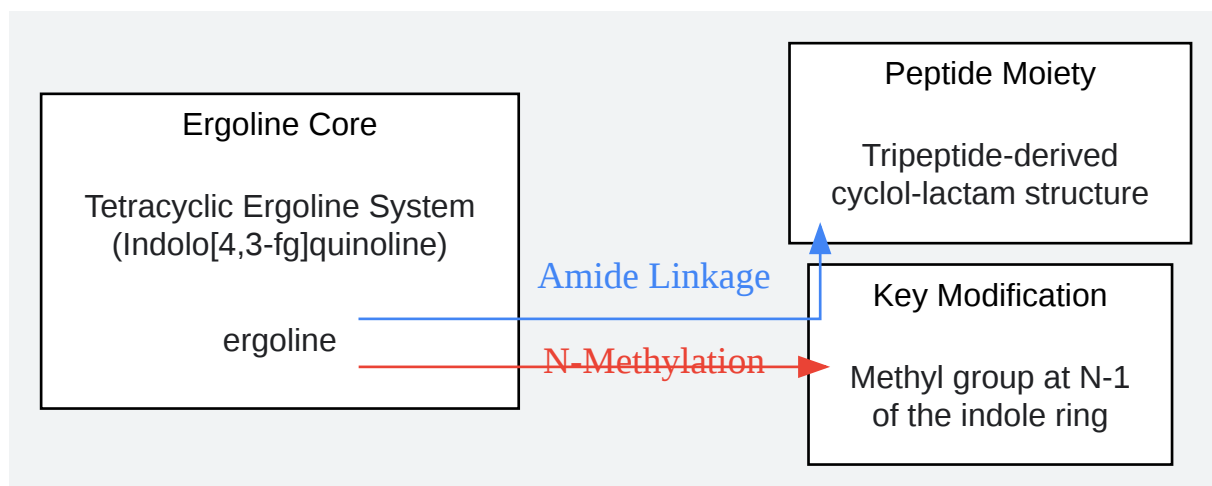 Ergoline Core
Tetracyclic Ergoline System
(Indolo[4,3-fg]quinoline)
ergoline
Amide Linkage
N-Methylation
Peptide Moiety
Tripeptide-derived
cyclol-lactam structure
Key Modification
Methyl group at N-1
of the indole ring